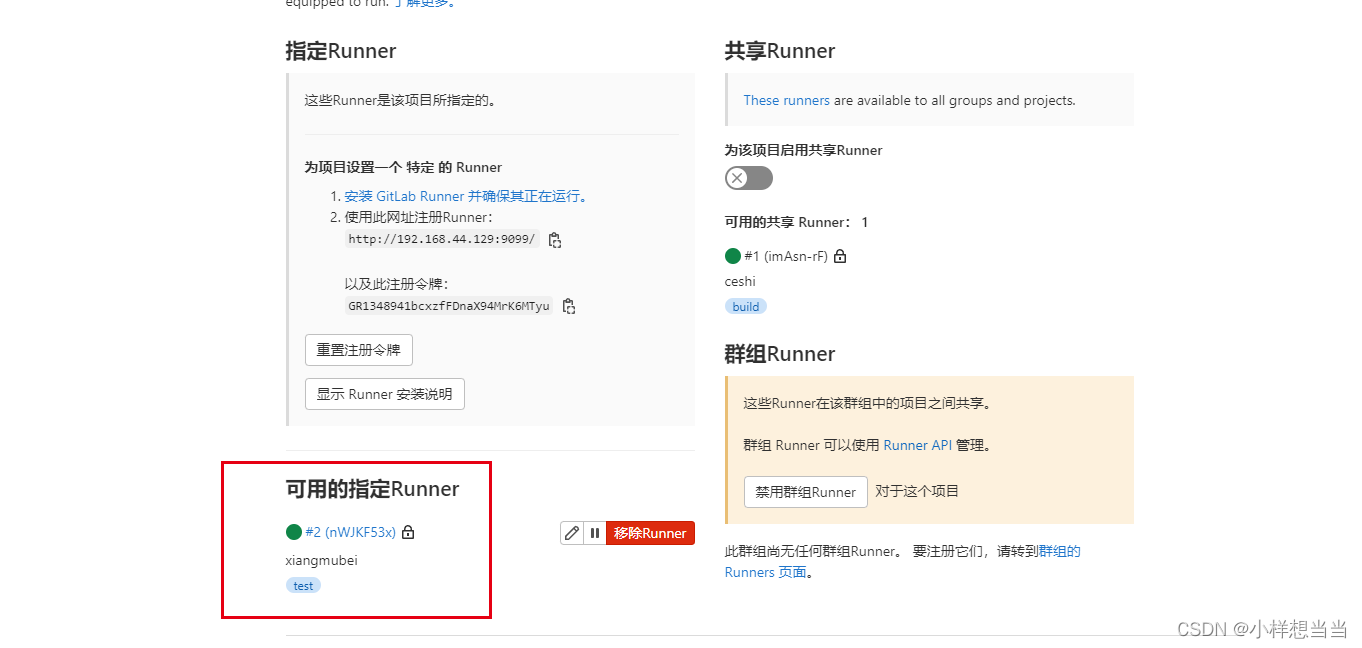 equipped to run. 了解更多。
指定Runner
这些Runner是该项目所指定的。
为项目设置一个 特定 的 Runner
1. 安装 GitLab Runner 并确保其正在运行。
2. 使用此网址注册Runner:
http://192.168.44.129:9099/
以及此注册令牌:
GR1348941bcxzfFDnaX94MrK6MTyu
重置注册令牌
显示 Runner 安装说明
可用的指定Runner
#2 (nWJKF53x)
移除Runner
xiangmubei
test
共享Runner
These runners are available to all groups and projects.
为该项目启用共享Runner
可用的共享 Runner: 1
#1 (imAsn-rF)
ceshi
build
群组Runner
这些Runner在该群组中的项目之间共享。
群组 Runner 可以使用 Runner API 管理。
禁用群组Runner 对于这个项目
此群组尚无任何群组Runner。 要注册它们，请转到群组的
Runners 页面。
CSDN @小样想当当